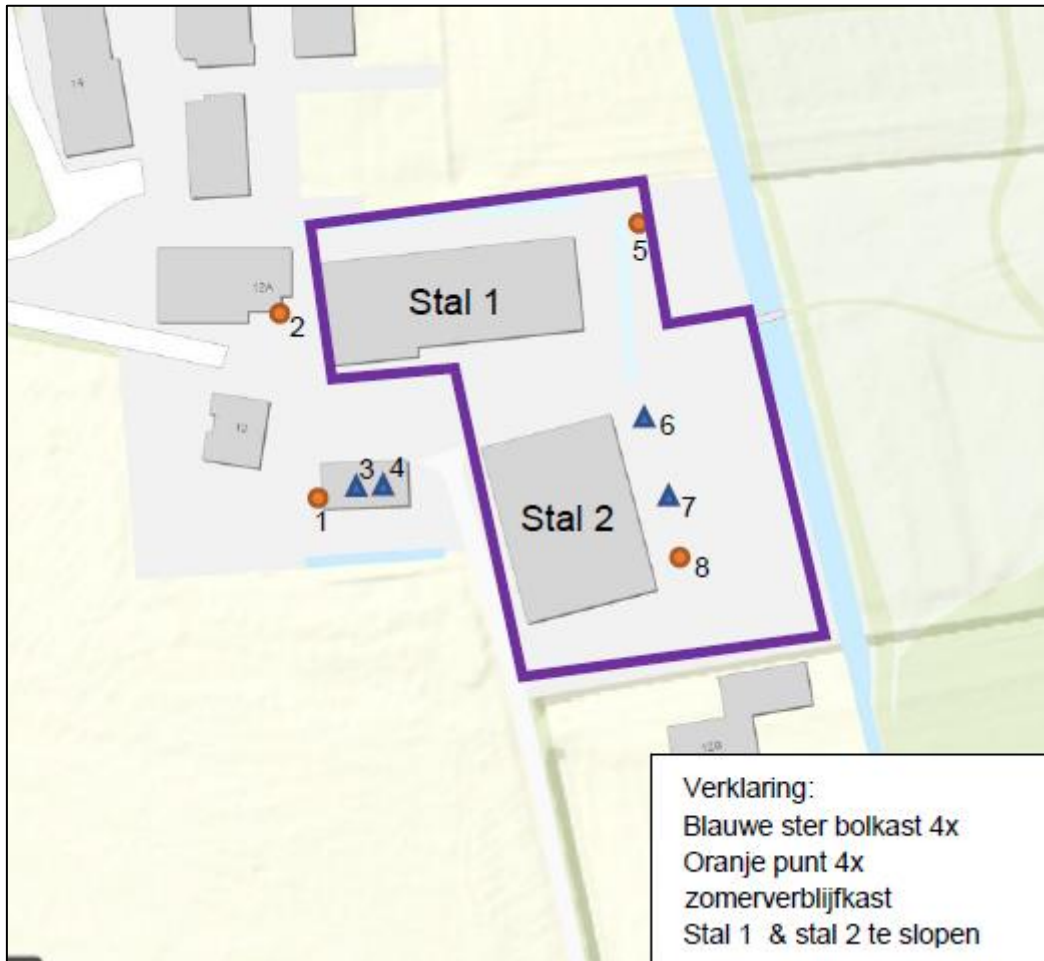 14
5
Stal 1
12A
2
6
12
3 4
7
1
Stal 2
8
12B
Verklaring:
Blauwe ster bolkast 4x
Oranje punt 4x
zomerverblijfkast
Stal 1 & stal 2 te slopen